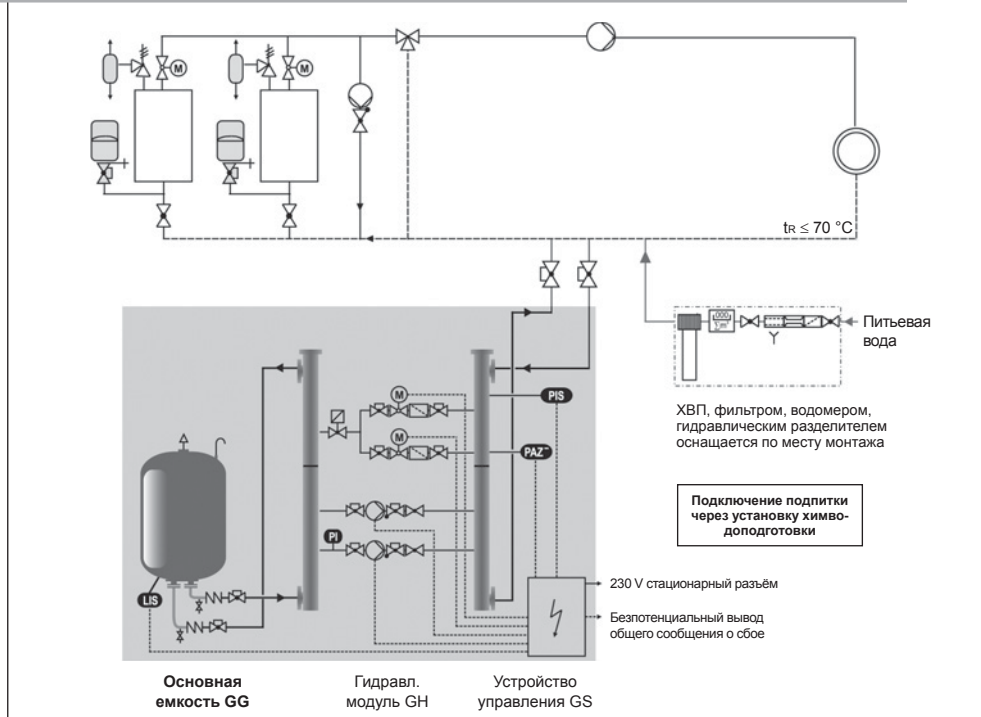 M
M
tR ≤ 70 °C
000
Σm³
Питьевая
вода
ХВП, фильтром, водомером,
гидравлическим разделителем
оснащается по месту монтажа
M
PIS
M
PAZ
Подключение подпитки
через установку химво-
доподготовки
PI
LIS
230 V стационарный разъём
Безпотенциальный вывод
общего сообщения о сбое
Основная
емкость GG
Гидравл.
модуль GH
Устройство
управления GS